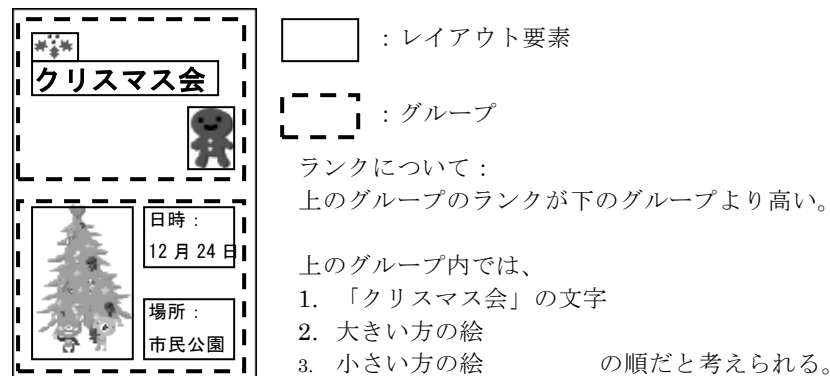 クリスマス会
日時：
12 月 24 日
場所：
市民公園
：レイアウト要素
：グループ
ランクについて：
上のグループのランクが下のグループより高い。
上のグループ内では、
1. 「クリスマス会」の文字
2. 大きい方の絵
3. 小さい方の絵 の順だと考えられる。